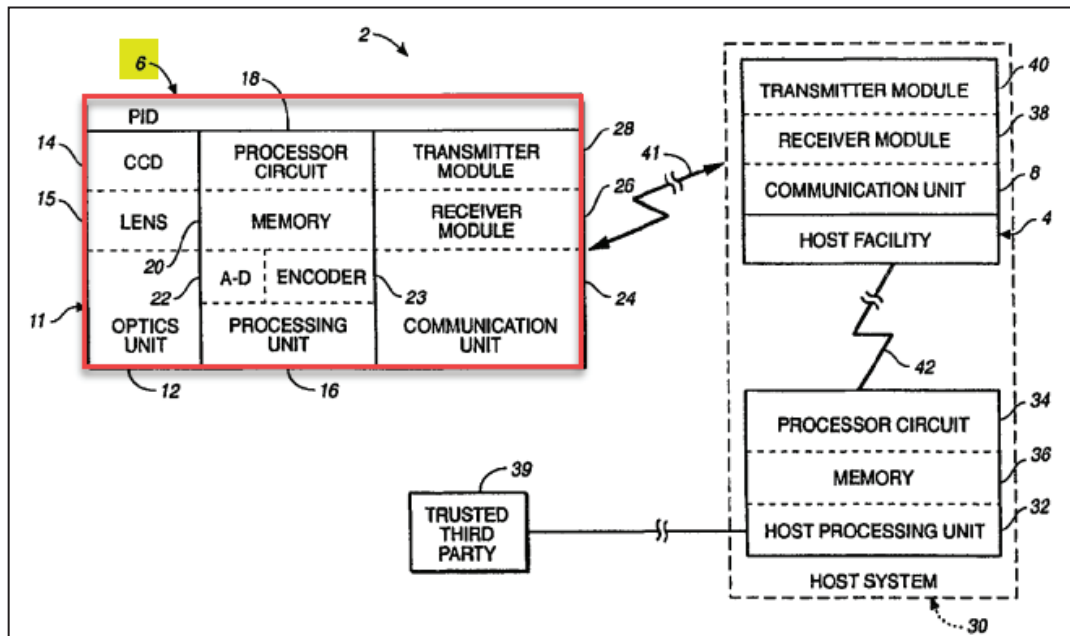 2
6
18
PID
14
CCD
PROCESSOR
CIRCUIT
TRANSMITTER
MODULE
28
15
LENS
MEMORY
RECEIVER
MODULE
26
20
22
A-D
ENCODER
23
24
11
OPTICS
UNIT
PROCESSING
UNIT
COMMUNICATION
UNIT
12
16
41
40
TRANSMITTER MODULE
38
RECEIVER MODULE
COMMUNICATION UNIT
8
HOST FACILITY
4
42
34
PROCESSOR CIRCUIT
36
MEMORY
32
HOST PROCESSING UNIT
39
TRUSTED
THIRD
PARTY
HOST SYSTEM
30